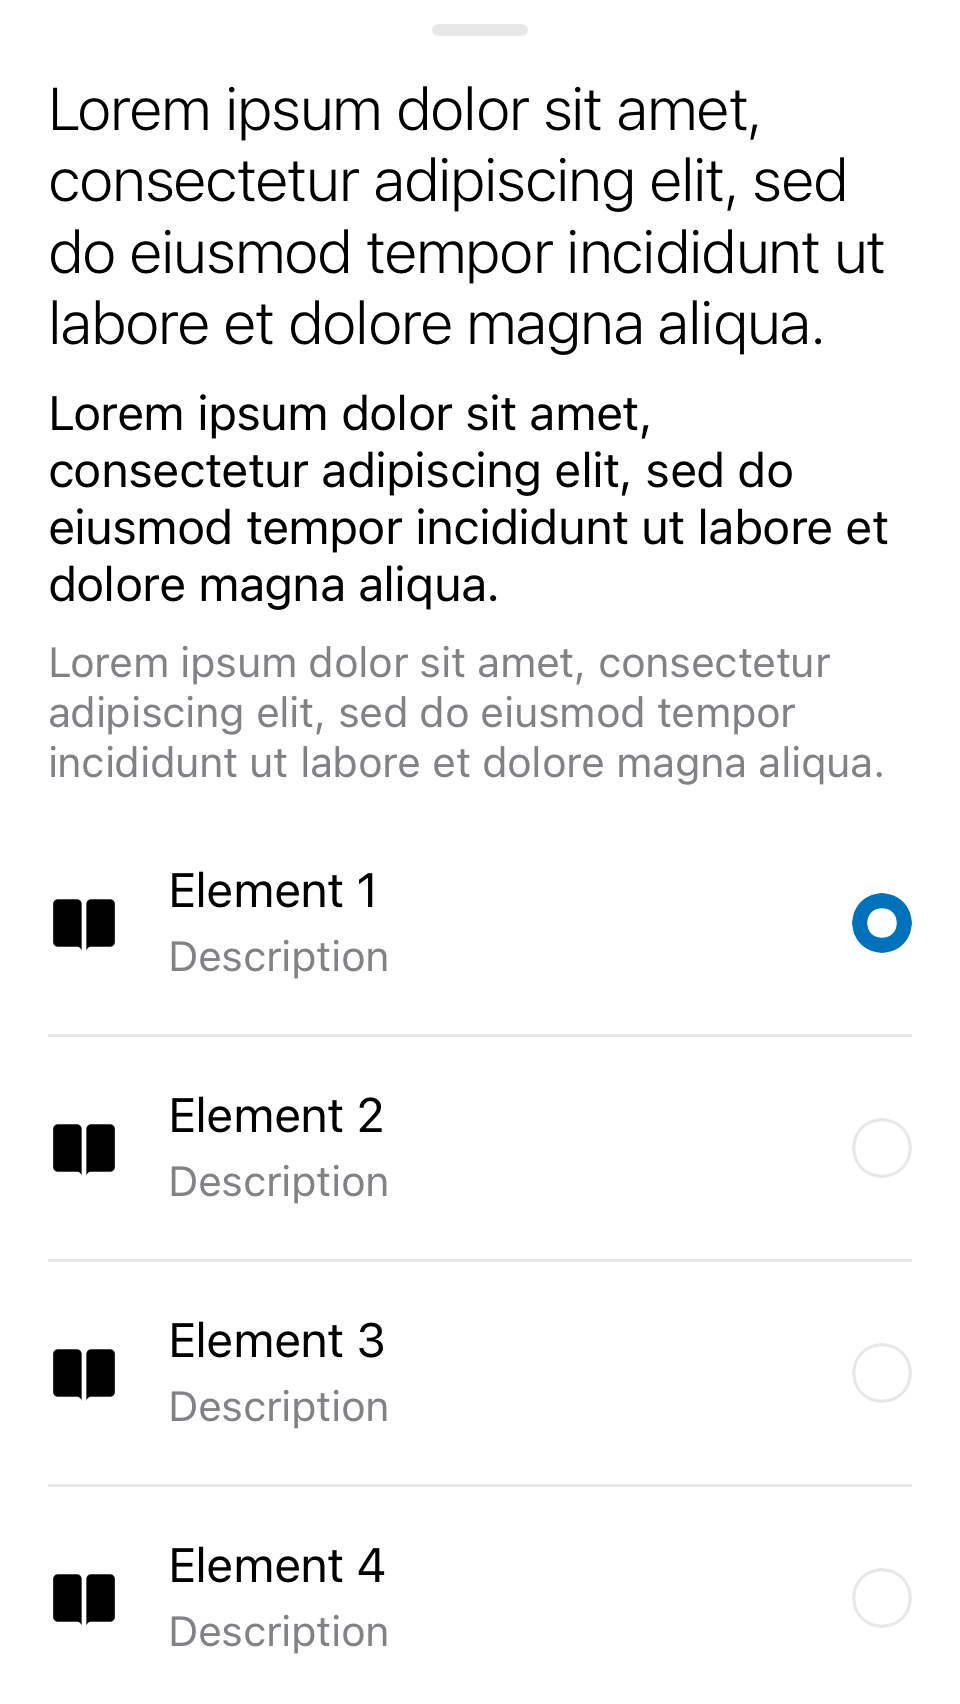 Lorem ipsum dolor sit amet,
consectetur adipiscing elit, sed
do eiusmod tempor incididunt ut
labore et dolore magna aliqua.
Lorem ipsum dolor sit amet,
consectetur adipiscing elit, sed do
eiusmod tempor incididunt ut labore et
dolore magna aliqua.
Lorem ipsum dolor sit amet, consectetur
adipiscing elit, sed do eiusmod tempor
incididunt ut labore et dolore magna aliqua.
Element 1
Description
Element 2
Description
Element 3
Description
Element 4
Description